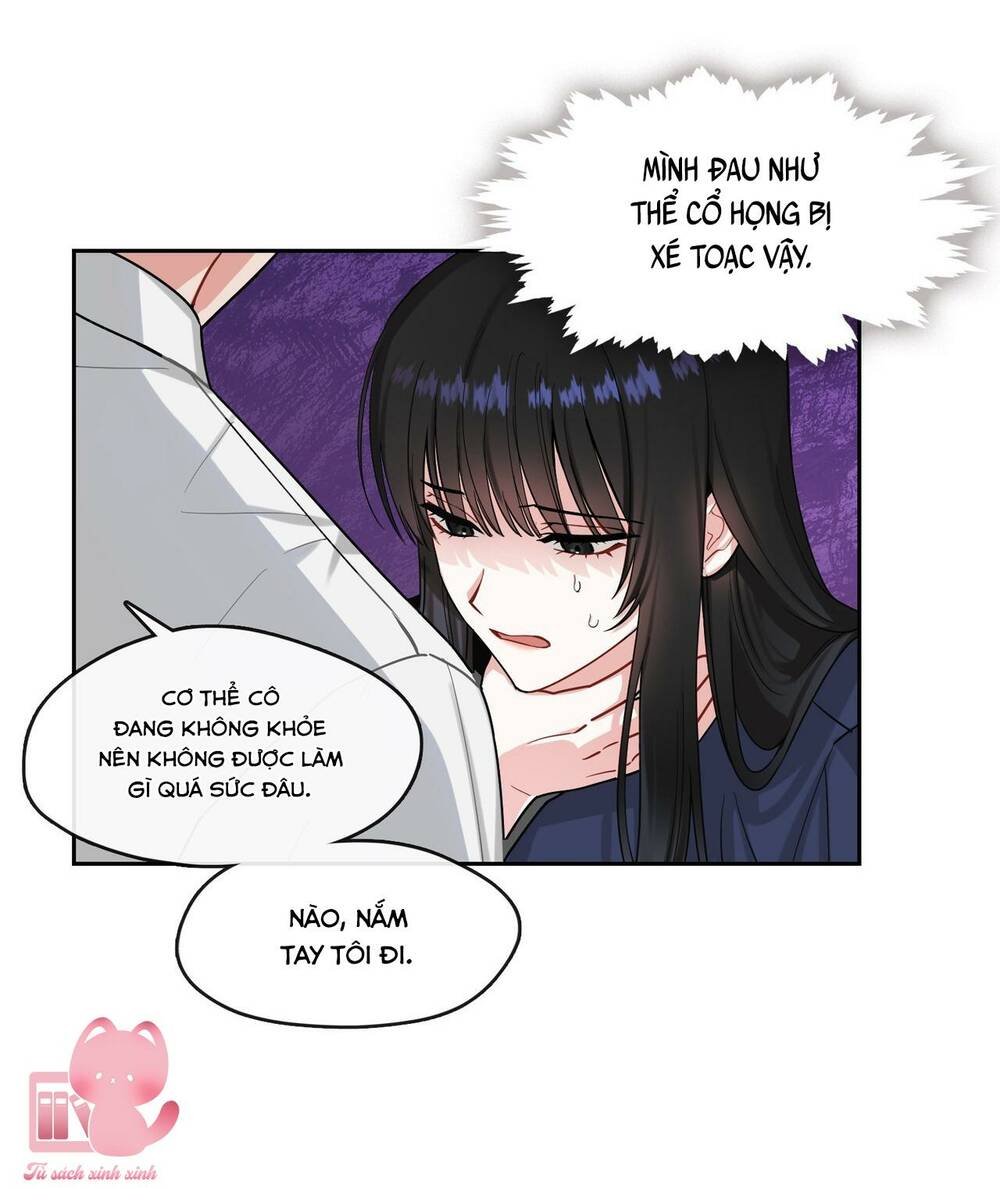 MÌNH ĐAU NHƯ
THỂ CỔ HỌNG BỊ
XÉ TOẠC VẬY.
CƠ THỂ CÔ
ĐANG KHÔNG KHỎE
NÊN KHÔNG ĐƯỢC LÀM
GÌ QUÁ SỨC ĐÂU.
NÀO, NẮM
TAY TÔI ĐI.
Tủ sách xinh xinh